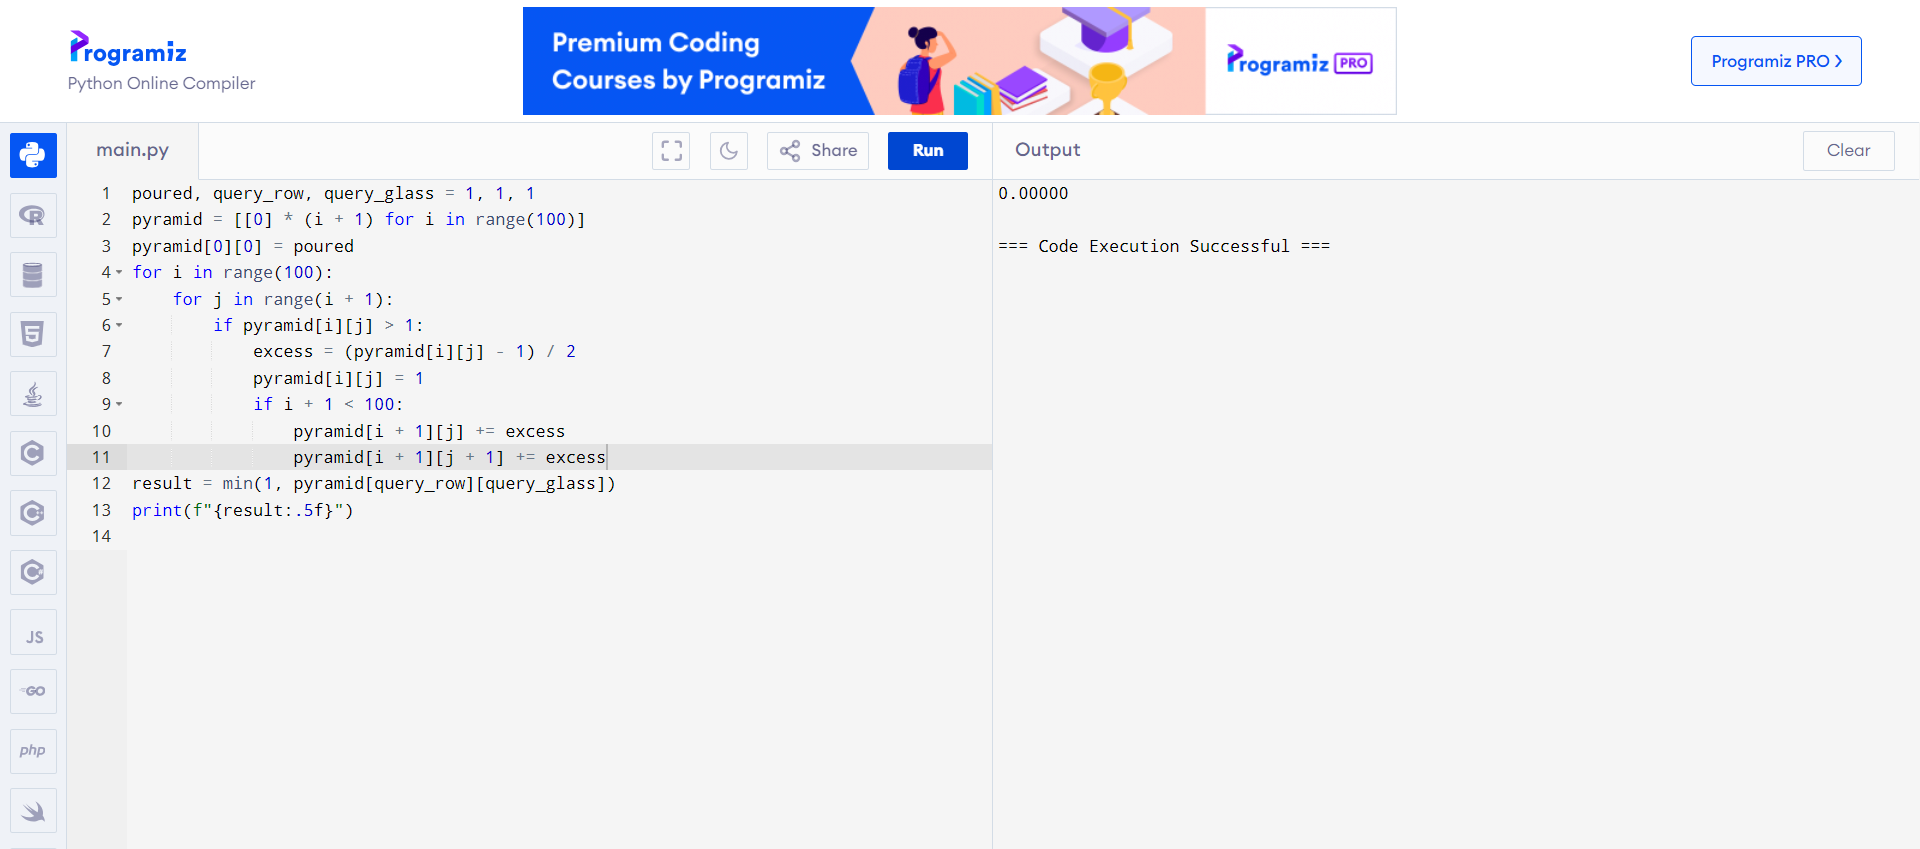 Programiz
Python Online Compiler
Premium Coding
Courses by Programiz
Programiz PRO
Programiz PRO ❯
main.py
Share
Run
Output
Clear
1 poured, query_row, query_glass = 1, 1, 1
2 pyramid = [[0] * (i + 1) for i in range(100)]
3 pyramid[0][0] = poured
4 for i in range(100):
5     for j in range(i + 1):
6         if pyramid[i][j] > 1:
7             excess = (pyramid[i][j] - 1) / 2
8             pyramid[i][j] = 1
9             if i + 1 < 100:
10                 pyramid[i + 1][j] += excess
11                 pyramid[i + 1][j + 1] += excess
12 result = min(1, pyramid[query_row][query_glass])
13 print(f"{result:.5f}")
14
0.00000
=== Code Execution Successful ===
R
5
C
C
C
JS
GO
php